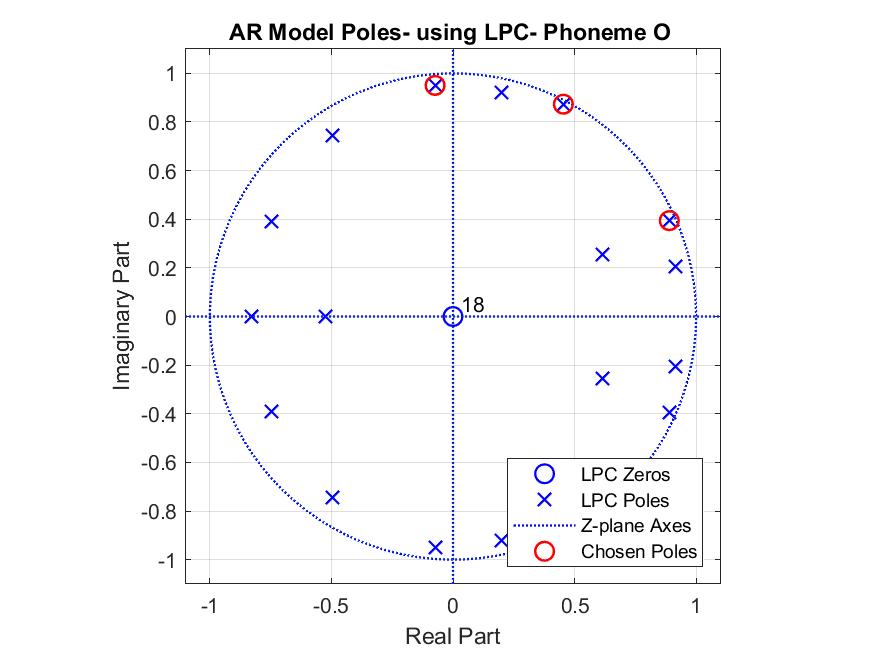 AR Model Poles- using LPC- Phoneme O
1
0.8
0.6
0.4
0.2
0
-0.2
-0.4
-0.6
-0.8
-1
Imaginary Part
18
LPC Zeros
LPC Poles
Z-plane Axes
Chosen Poles
-1 -0.5 0 0.5 1
Real Part